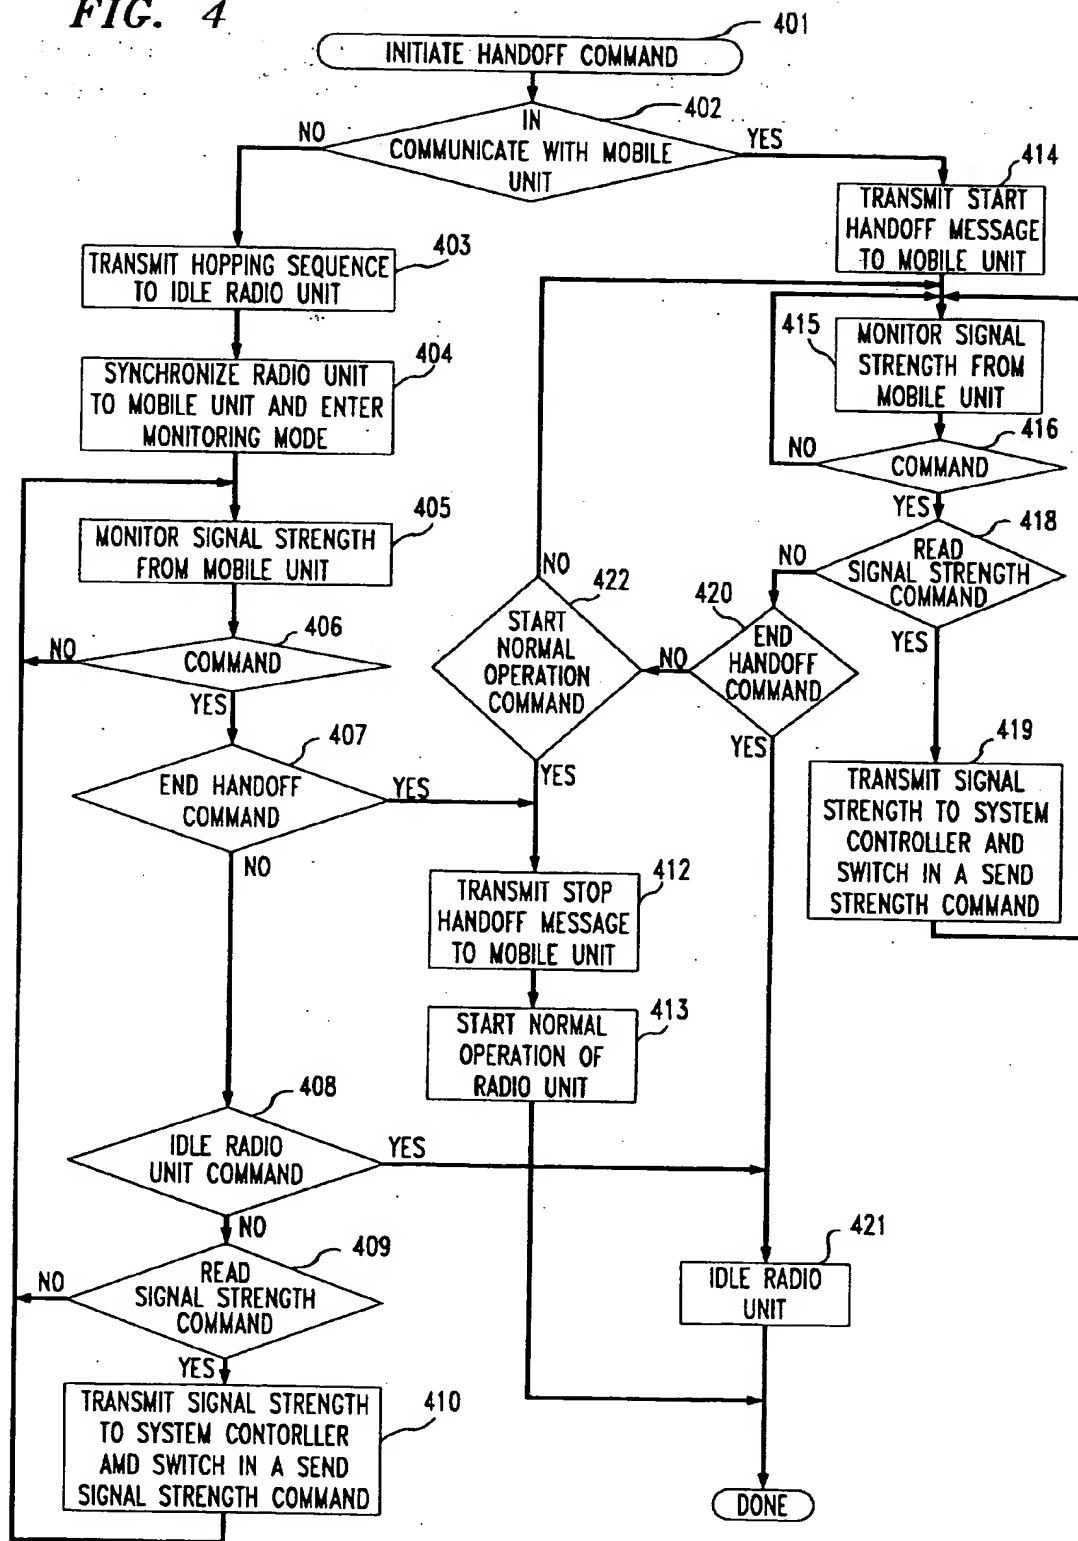 FIG. 4
401
INITIATE HANDOFF COMMAND
402
IN
COMMUNICATE WITH MOBILE
UNIT
NO
YES
403
TRANSMIT HOPPING SEQUENCE
TO IDLE RADIO UNIT
404
SYNCHRONIZE RADIO UNIT
TO MOBILE UNIT AND ENTER
MONITORING MODE
405
MONITOR SIGNAL STRENGTH
FROM MOBILE UNIT
406
COMMAND
NO
YES
407
END HANDOFF
COMMAND
YES
NO
408
IDLE RADIO
UNIT COMMAND
YES
NO
409
READ
SIGNAL STRENGTH
COMMAND
NO
YES
410
TRANSMIT SIGNAL STRENGTH
TO SYSTEM CONTORLLER
AMD SWITCH IN A SEND
SIGNAL STRENGTH COMMAND
414
TRANSMIT START
HANDOFF MESSAGE
TO MOBILE UNIT
415
MONITOR SIGNAL
STRENGTH FROM
MOBILE UNIT
416
COMMAND
NO
YES
418
READ
SIGNAL STRENGTH
COMMAND
NO
YES
419
TRANSMIT SIGNAL
STRENGTH TO SYSTEM
CONTROLLER AND
SWITCH IN A SEND
STRENGTH COMMAND
420
END
HANDOFF
COMMAND
NO
YES
422
START
NORMAL
OPERATION
COMMAND
NO
YES
412
TRANSMIT STOP
HANDOFF MESSAGE
TO MOBILE UNIT
413
START NORMAL
OPERATION OF
RADIO UNIT
421
IDLE RADIO
UNIT
DONE